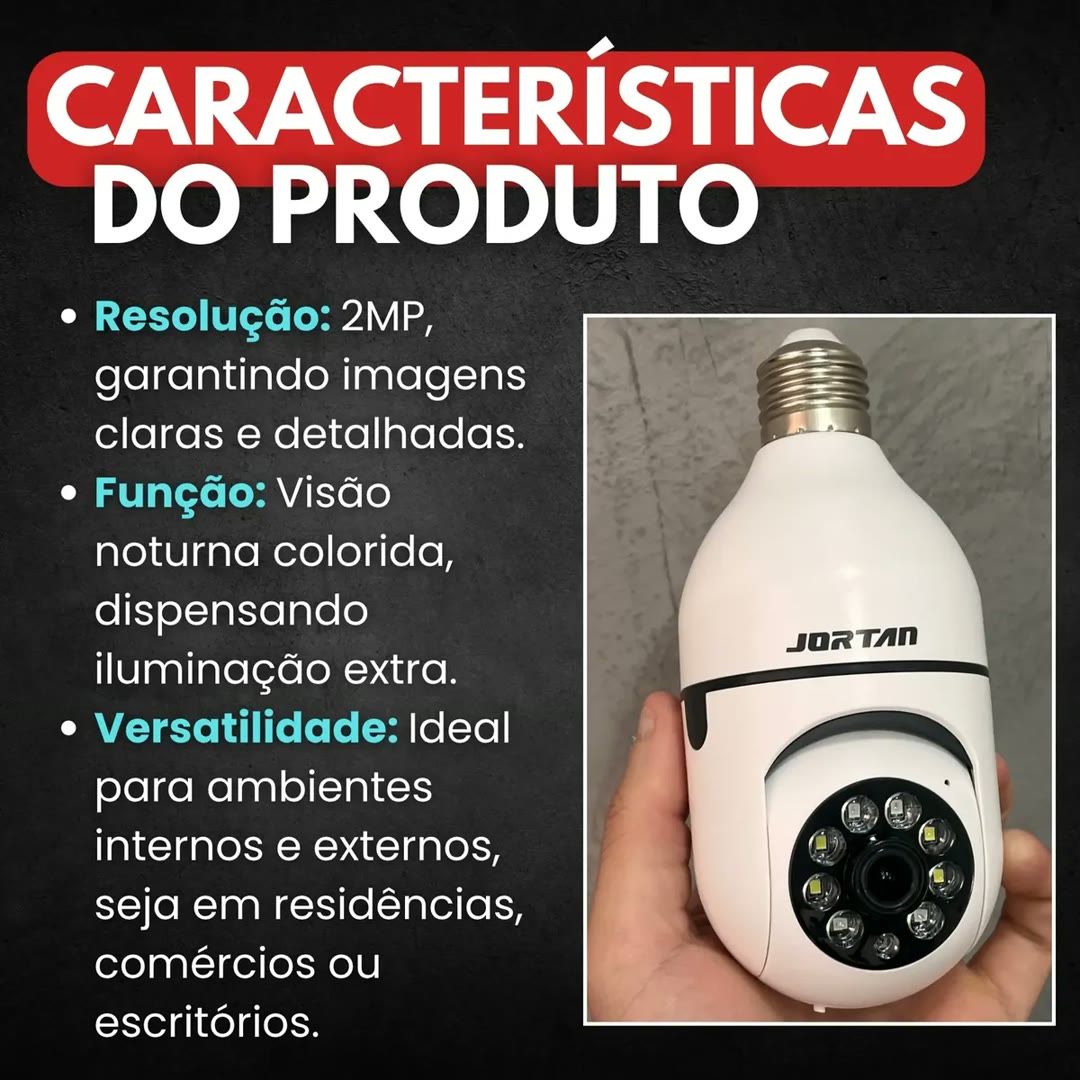 CARACTERÍSTICAS
DO PRODUTO
• Resolução: 2MP,
garantindo imagens
claras e detalhadas.
• Função: Visão
noturna colorida,
dispensando
iluminação extra.
• Versatilidade: Ideal
para ambientes
internos e externos,
seja em residências,
comércios ou
escritórios.
JORTAN